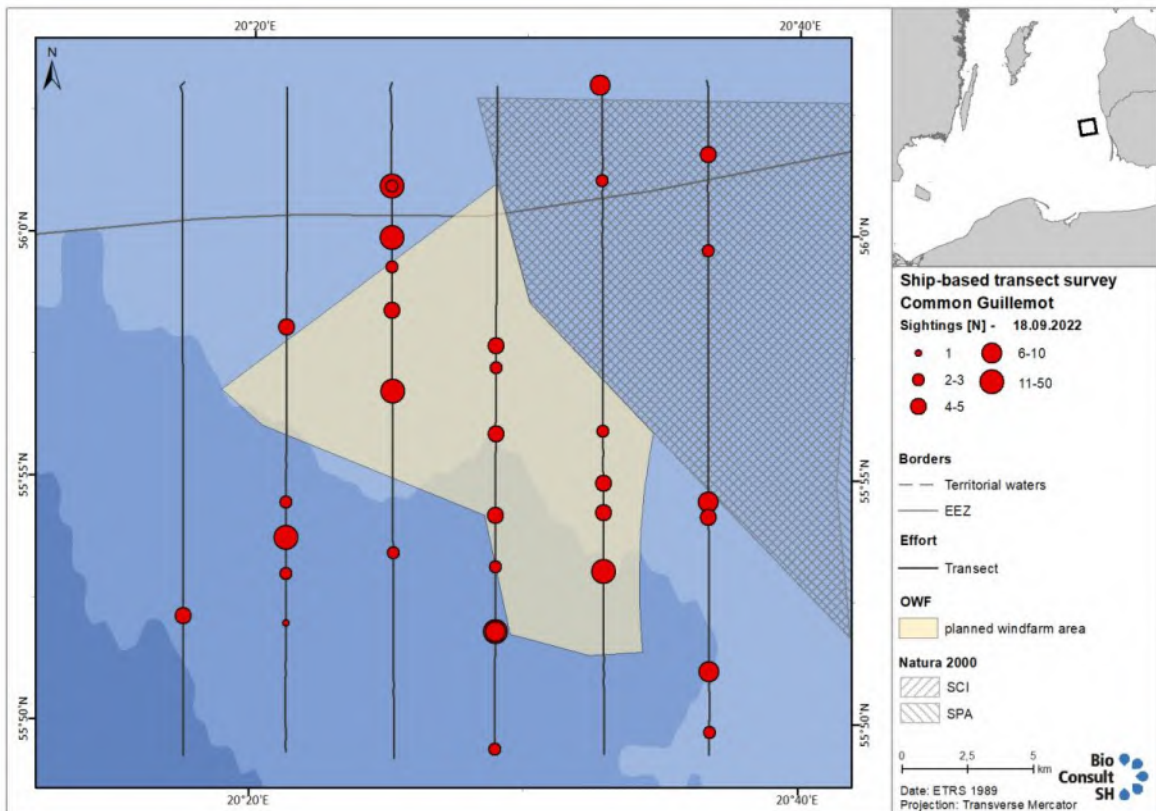 20°20'E
20°40'E
N
56°0'N
56°0'N
55°55'N
55°55'N
55°50'N
55°50'N
20°20'E
20°40'E
Ship-based transect survey
Common Guillemot
Sightings [N] - 18.09.2022
1
6-10
2-3
11-50
4-5
Borders
Territorial waters
EEZ
Effort
Transect
OWF
planned windfarm area
Natura 2000
SCI
SPA
0 2,5 5
km
Date: ETRS 1989
Projection: Transverse Mercator
Bio
Consult
SH